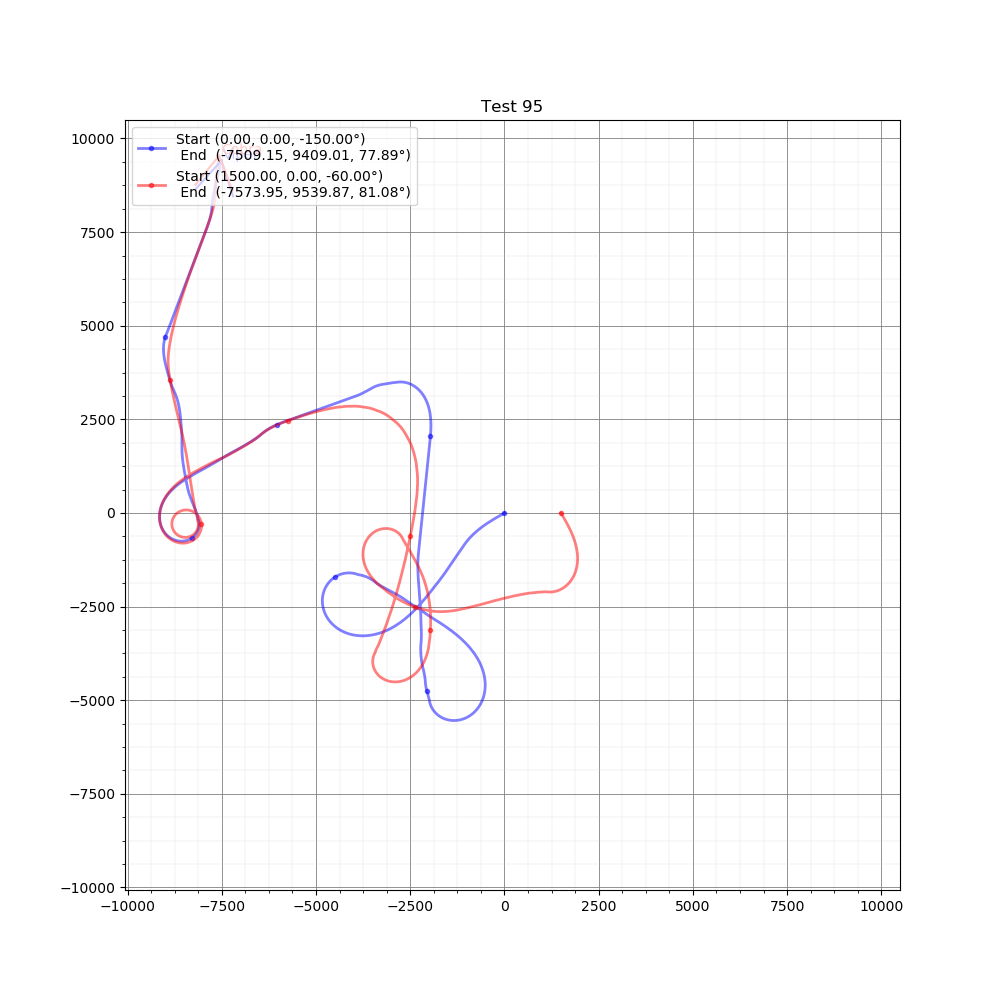 Test 95
Start (0.00, 0.00, -150.00°)
End (-7509.15, 9409.01, 77.89°)
Start (1500.00, 0.00, -60.00°)
End (-7573.95, 9539.87, 81.08°)
10000
7500
5000
2500
0
−2500
−5000
−7500
−10000
−10000 −7500 −5000 −2500 0 2500 5000 7500 10000